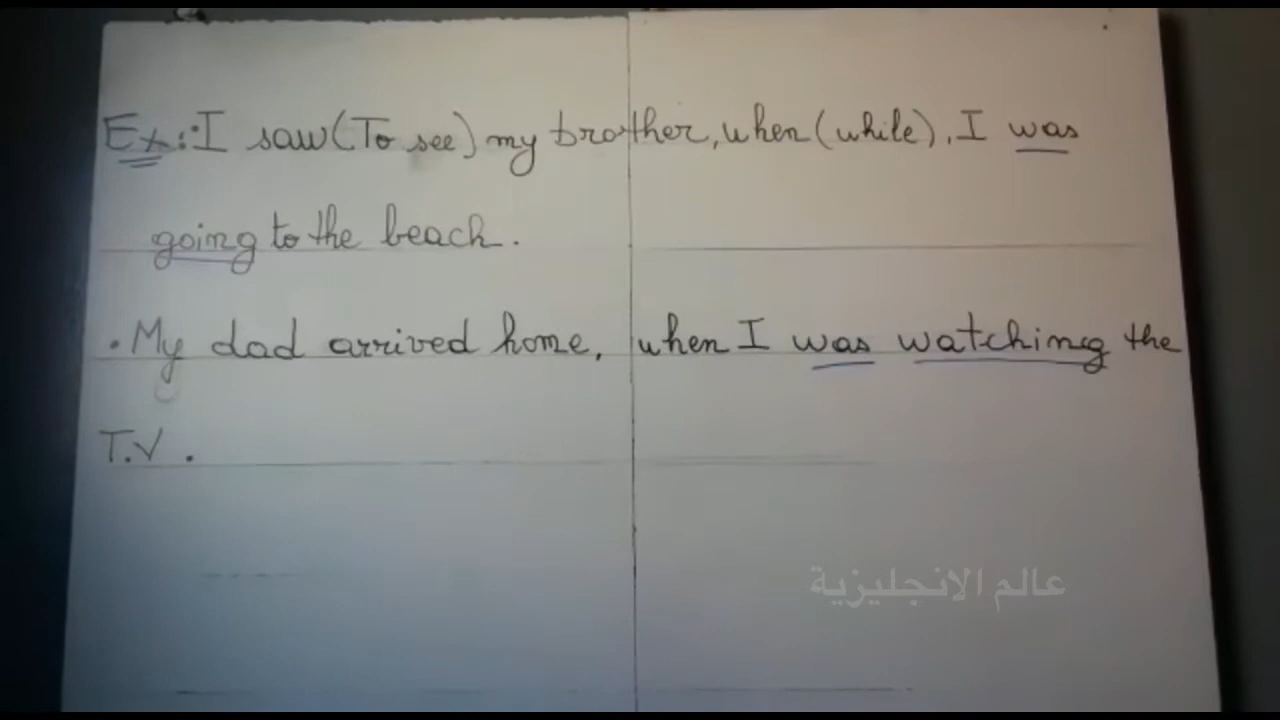 Ex: I saw (To see) my brother, when (while), I was
going to the beach.
. My dad arrived home, when I was watching the
T.V.
عالم الانجليزية